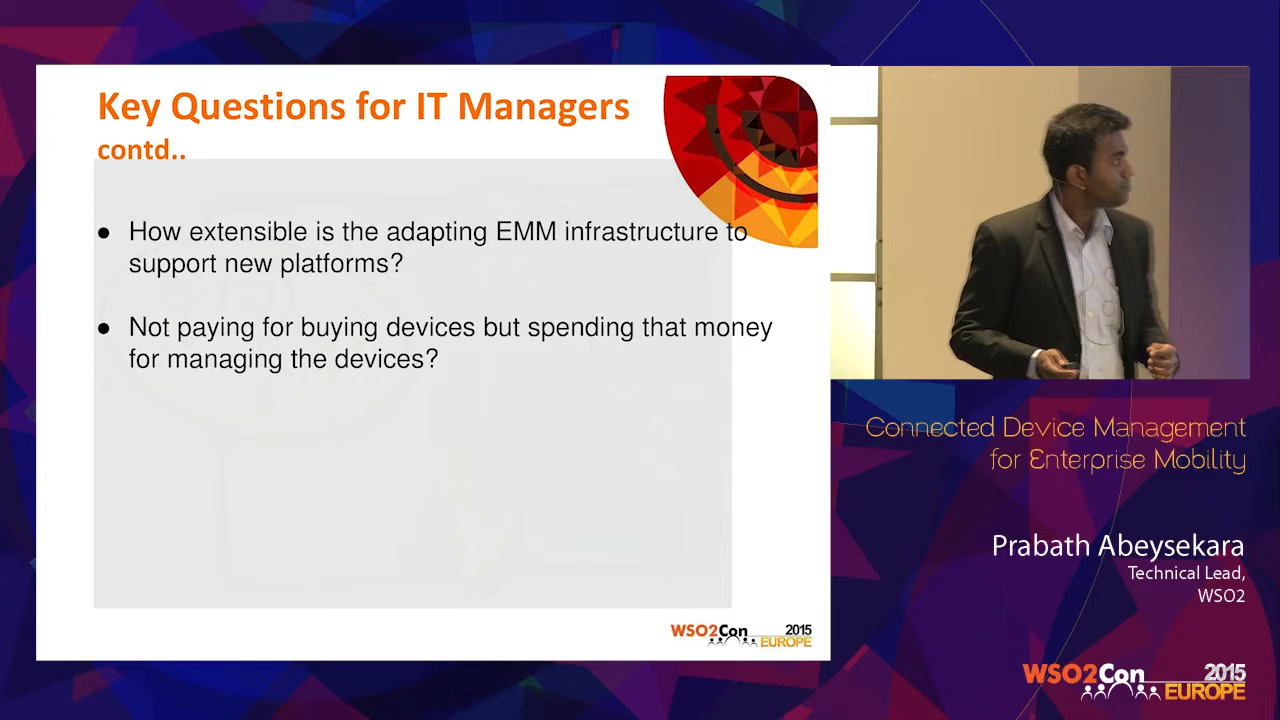 Key Questions for IT Managers
contd..
● How extensible is the adapting EMM infrastructure to
support new platforms?
● Not paying for buying devices but spending that money
for managing the devices?
WSO2Con 2015
EUROPE
Connected Device Management
for Enterprise Mobility
Prabath Abeysekara
Technical Lead,
WSO2
WSO2Con 2015
EUROPE